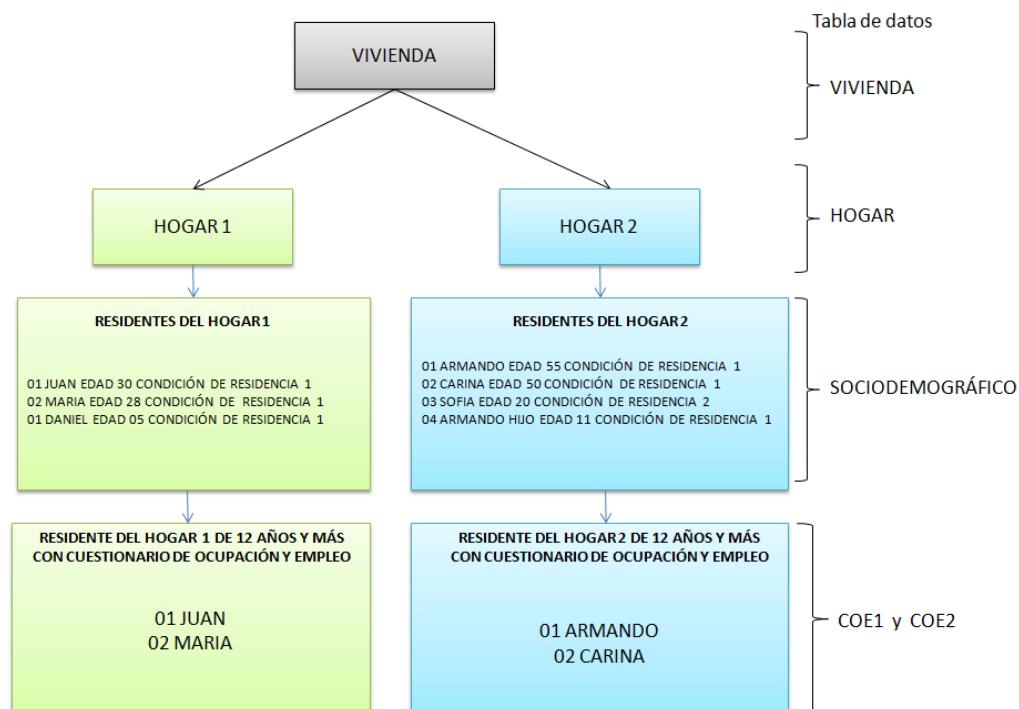 Tabla de datos
VIVIENDA
VIVIENDA
HOGAR 1
HOGAR 2
HOGAR
RESIDENTES DEL HOGAR 1
01 JUAN EDAD 30 CONDICIÓN DE RESIDENCIA 1
02 MARIA EDAD 28 CONDICIÓN DE RESIDENCIA 1
01 DANIEL EDAD 05 CONDICIÓN DE RESIDENCIA 1
RESIDENTES DEL HOGAR 2
01 ARMANDO EDAD 55 CONDICIÓN DE RESIDENCIA 1
02 CARINA EDAD 50 CONDICIÓN DE RESIDENCIA 1
03 SOFIA EDAD 20 CONDICIÓN DE RESIDENCIA 2
04 ARMANDO HIJO EDAD 11 CONDICIÓN DE RESIDENCIA 1
SOCIODEMOGRÁFICO
RESIDENTE DEL HOGAR 1 DE 12 AÑOS Y MÁS
CON CUESTIONARIO DE OCUPACIÓN Y EMPLEO
01 JUAN
02 MARIA
RESIDENTE DEL HOGAR 2 DE 12 AÑOS Y MÁS
CON CUESTIONARIO DE OCUPACIÓN Y EMPLEO
01 ARMANDO
02 CARINA
COE1 y COE2